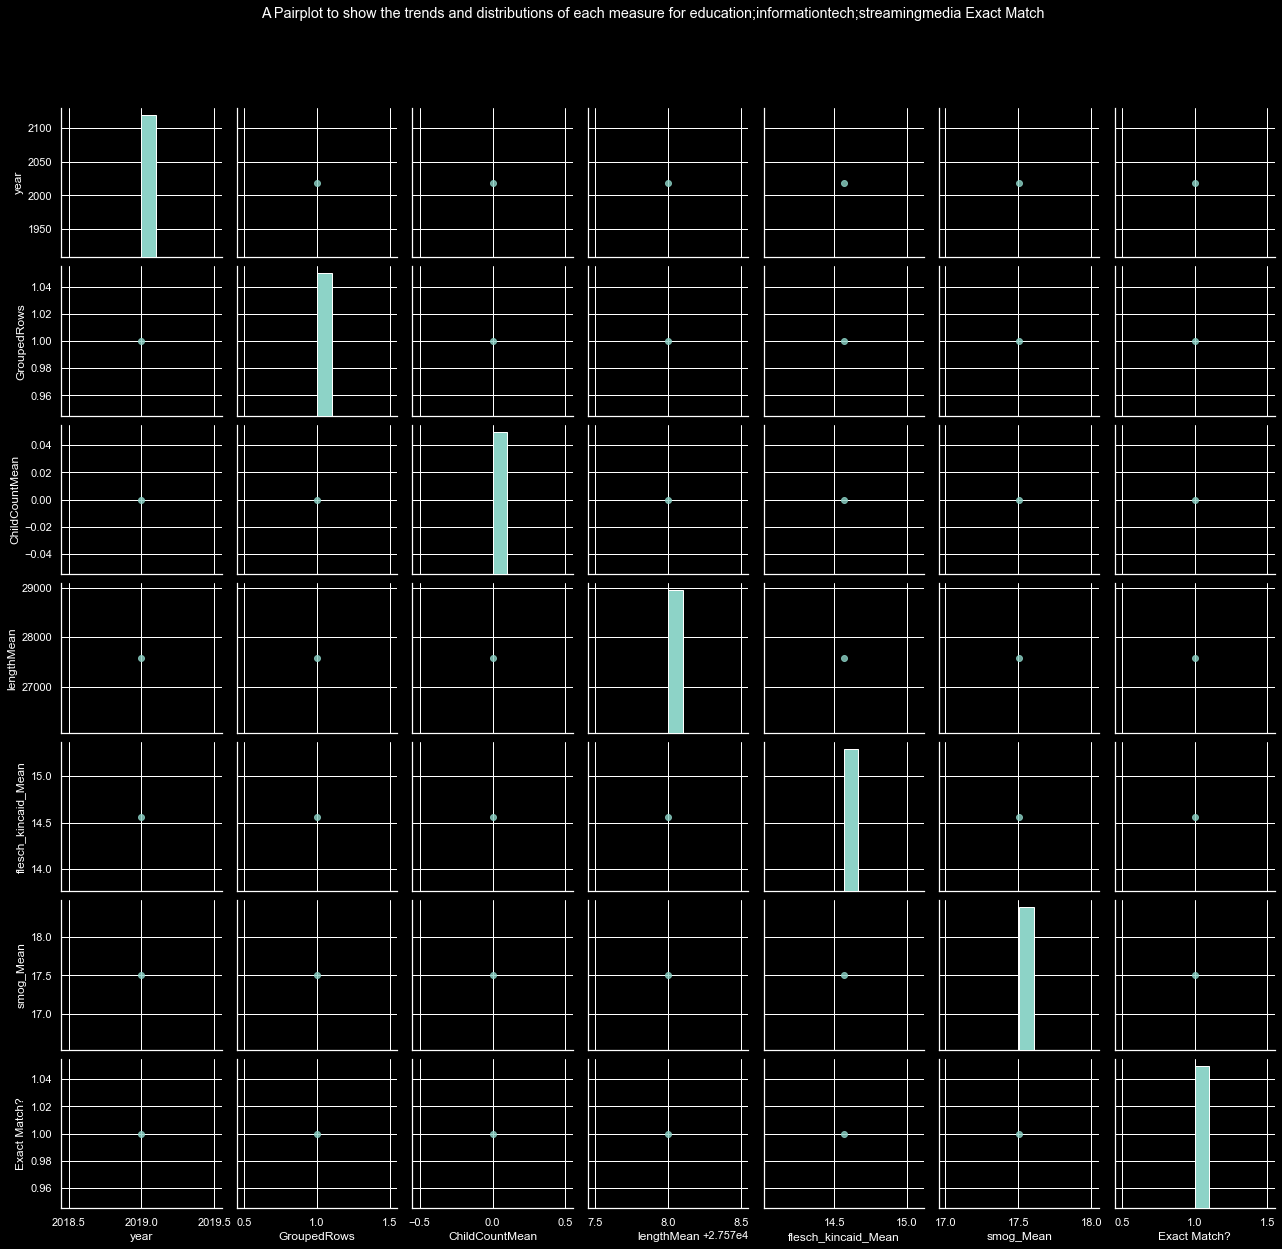 A Pairplot to show the trends and distributions of each measure for education;informationtech;streamingmedia Exact Match
2100
2050
2000
1950
year
1.04
1.02
1.00
0.98
0.96
GroupedRows
0.04
0.02
0.00
−0.02
−0.04
ChildCountMean
29000
28000
27000
lengthMean
15.0
14.5
14.0
flesch_kincaid_Mean
18.0
17.5
17.0
smog_Mean
1.04
1.02
1.00
0.98
0.96
Exact Match?
2018.5 2019.0 2019.5
year
0.5 1.0 1.5
GroupedRows
−0.5 0.0 0.5
ChildCountMean
7.5 8.0 8.5
lengthMean +2.757e4
14.5 15.0
flesch_kincaid_Mean
17.0 17.5 18.0
smog_Mean
0.5 1.0 1.5
Exact Match?